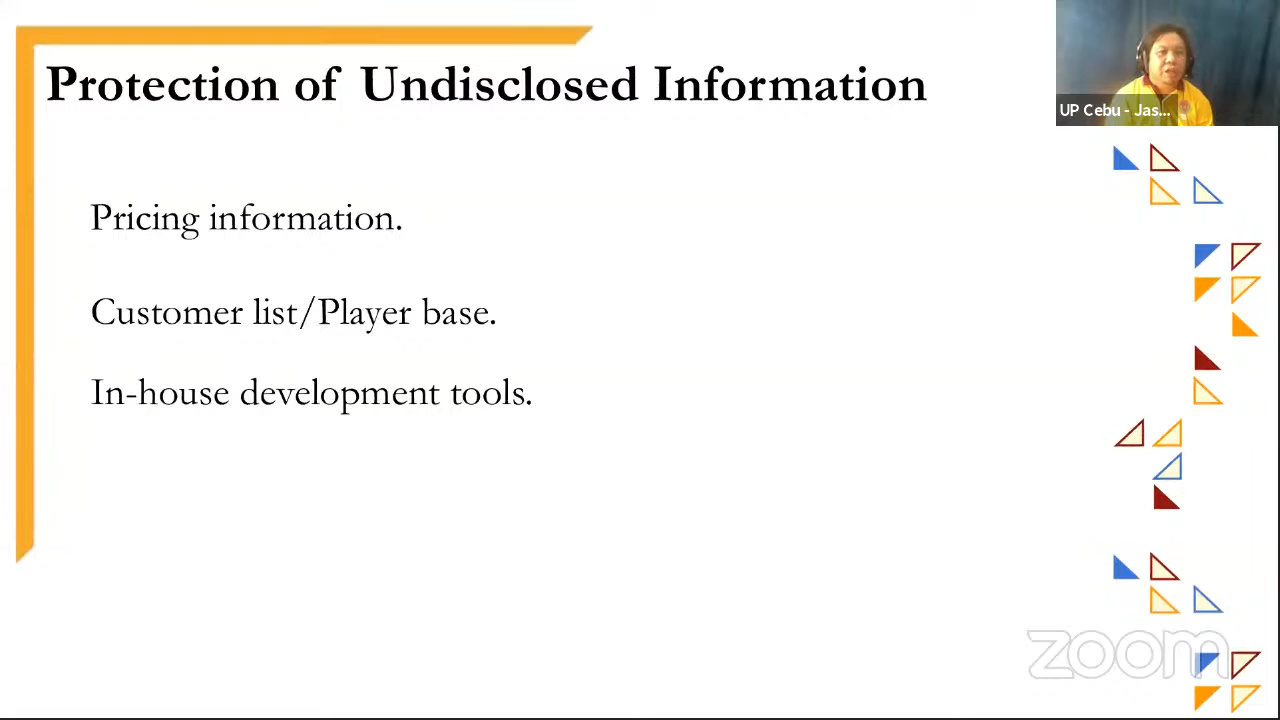 Protection of Undisclosed Information
UP Cebu - Jas...
Pricing information.
Customer list/Player base.
In-house development tools.
zoom